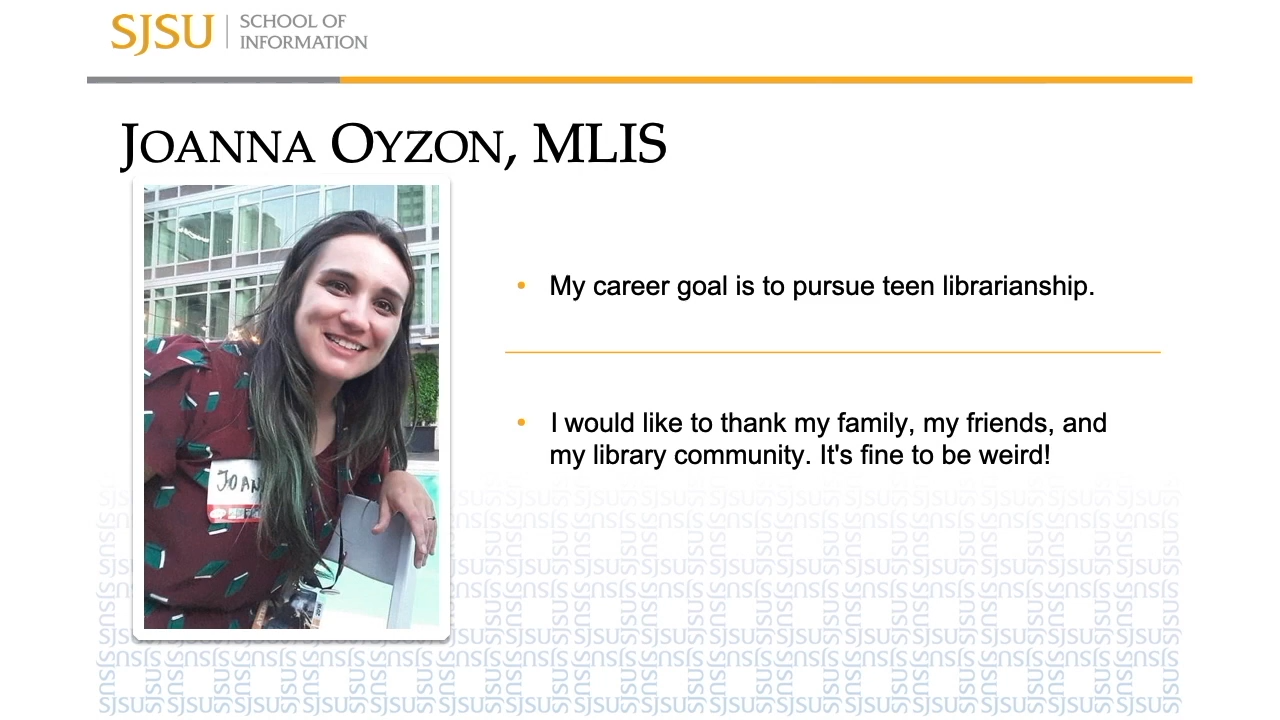 SJSU
SCHOOL OF
INFORMATION
JOANNA OYZON, MLIS
• My career goal is to pursue teen librarianship.
• I would like to thank my family, my friends, and
my library community. It's fine to be weird!
JOAN